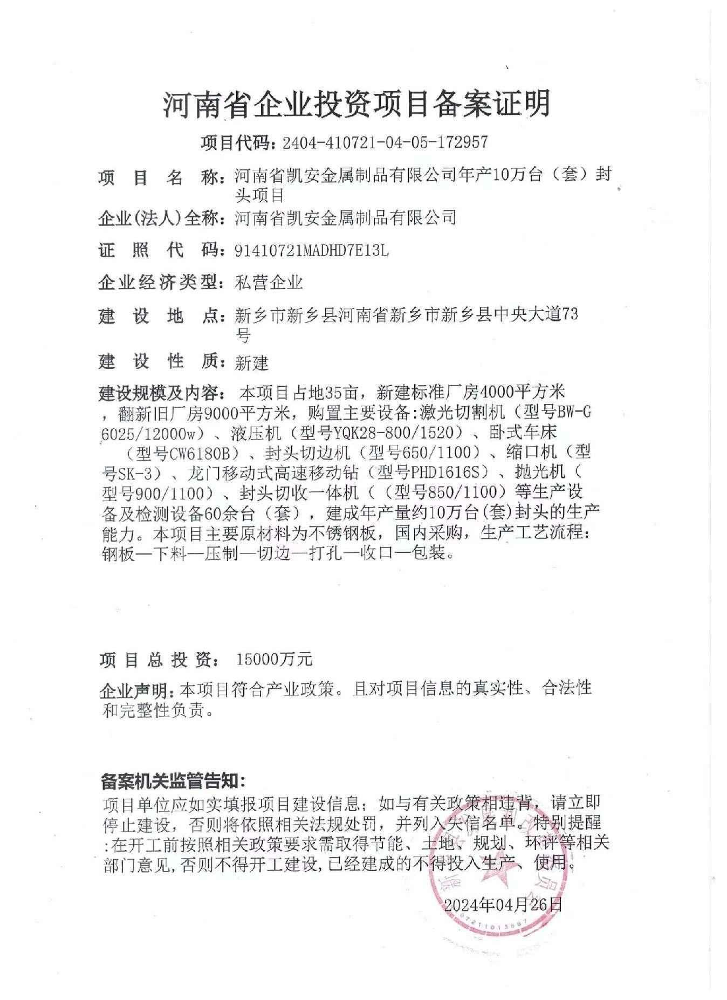 河南省企业投资项目备案证明
项目代码：2404-410721-04-05-172957
项目名称：河南省凯安金属制品有限公司年产10万台（套）封
头项目
企业(法人)全称：河南省凯安金属制品有限公司
证照代码：91410721MADHD7E13L
企业经济类型：私营企业
建设地点：新乡市新乡县河南省新乡市新乡县中央大道73
号
建设性质：新建
建设规模及内容：本项目占地35亩，新建标准厂房4000平方米
，翻新旧厂房9000平方米，购置主要设备:激光切割机（型号BW-G
6025/12000w）、液压机（型号YQK28-800/1520）、卧式车床
（型号CW6180B）、封头切边机（型号650/1100）、缩口机（型
号SK-3）、龙门移动式高速移动钻（型号PHD1616S）、抛光机（
型号900/1100）、封头切收一体机（（型号850/1100）等生产设
备及检测设备60余台（套），建成年产量约10万台(套)封头的生产
能力。本项目主要原材料为不锈钢板，国内采购，生产工艺流程：
钢板—下料—压制—切边—打孔—收口—包装。
项目总投资：15000万元
企业声明：本项目符合产业政策。且对项目信息的真实性、合法性
和完整性负责。
备案机关监管告知：
项目单位应如实填报项目建设信息；如与有关政策相违背，请立即
停止建设，否则将依照相关法规处罚，并列入失信名单。特别提醒
:在开工前按照相关政策要求需取得节能、土地、规划、环评等相关
部门意见,否则不得开工建设,已经建成的不得投入生产、使用。
2024年04月26日